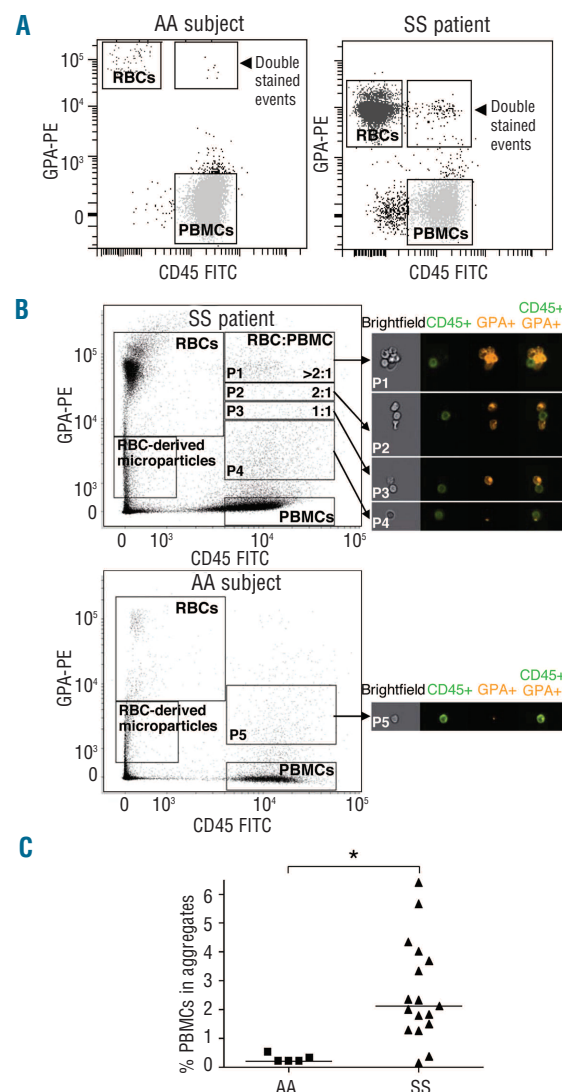 A
AA subject
SS patient
GPA-PE
10⁵
10⁴
10³
0
RBCs
Double
stained
events
PBMCs
CD45 FITC
GPA-PE
10⁵
10⁴
10³
0
RBCs
Double
stained
events
PBMCs
CD45 FITC
B
SS patient
GPA-PE
10⁵
10⁴
10³
0
RBCs
RBC:PBMC
P1 >2:1
P2 2:1
P3 1:1
P4
RBC-derived
microparticles
PBMCs
0 10³ 10⁴ 10⁵
CD45 FITC
CD45+
Brightfield CD45+ GPA+ GPA+
P1
P2
P3
P4
AA subject
GPA-PE
10⁵
10⁴
10³
0
RBCs
RBC-derived
microparticles
P5
PBMCs
0 10³ 10⁴ 10⁵
CD45 FITC
CD45+
Brightfield CD45+ GPA+ GPA+
P5
C
% PBMCs in aggregates
*
6
5
4
3
2
1
0
AA SS